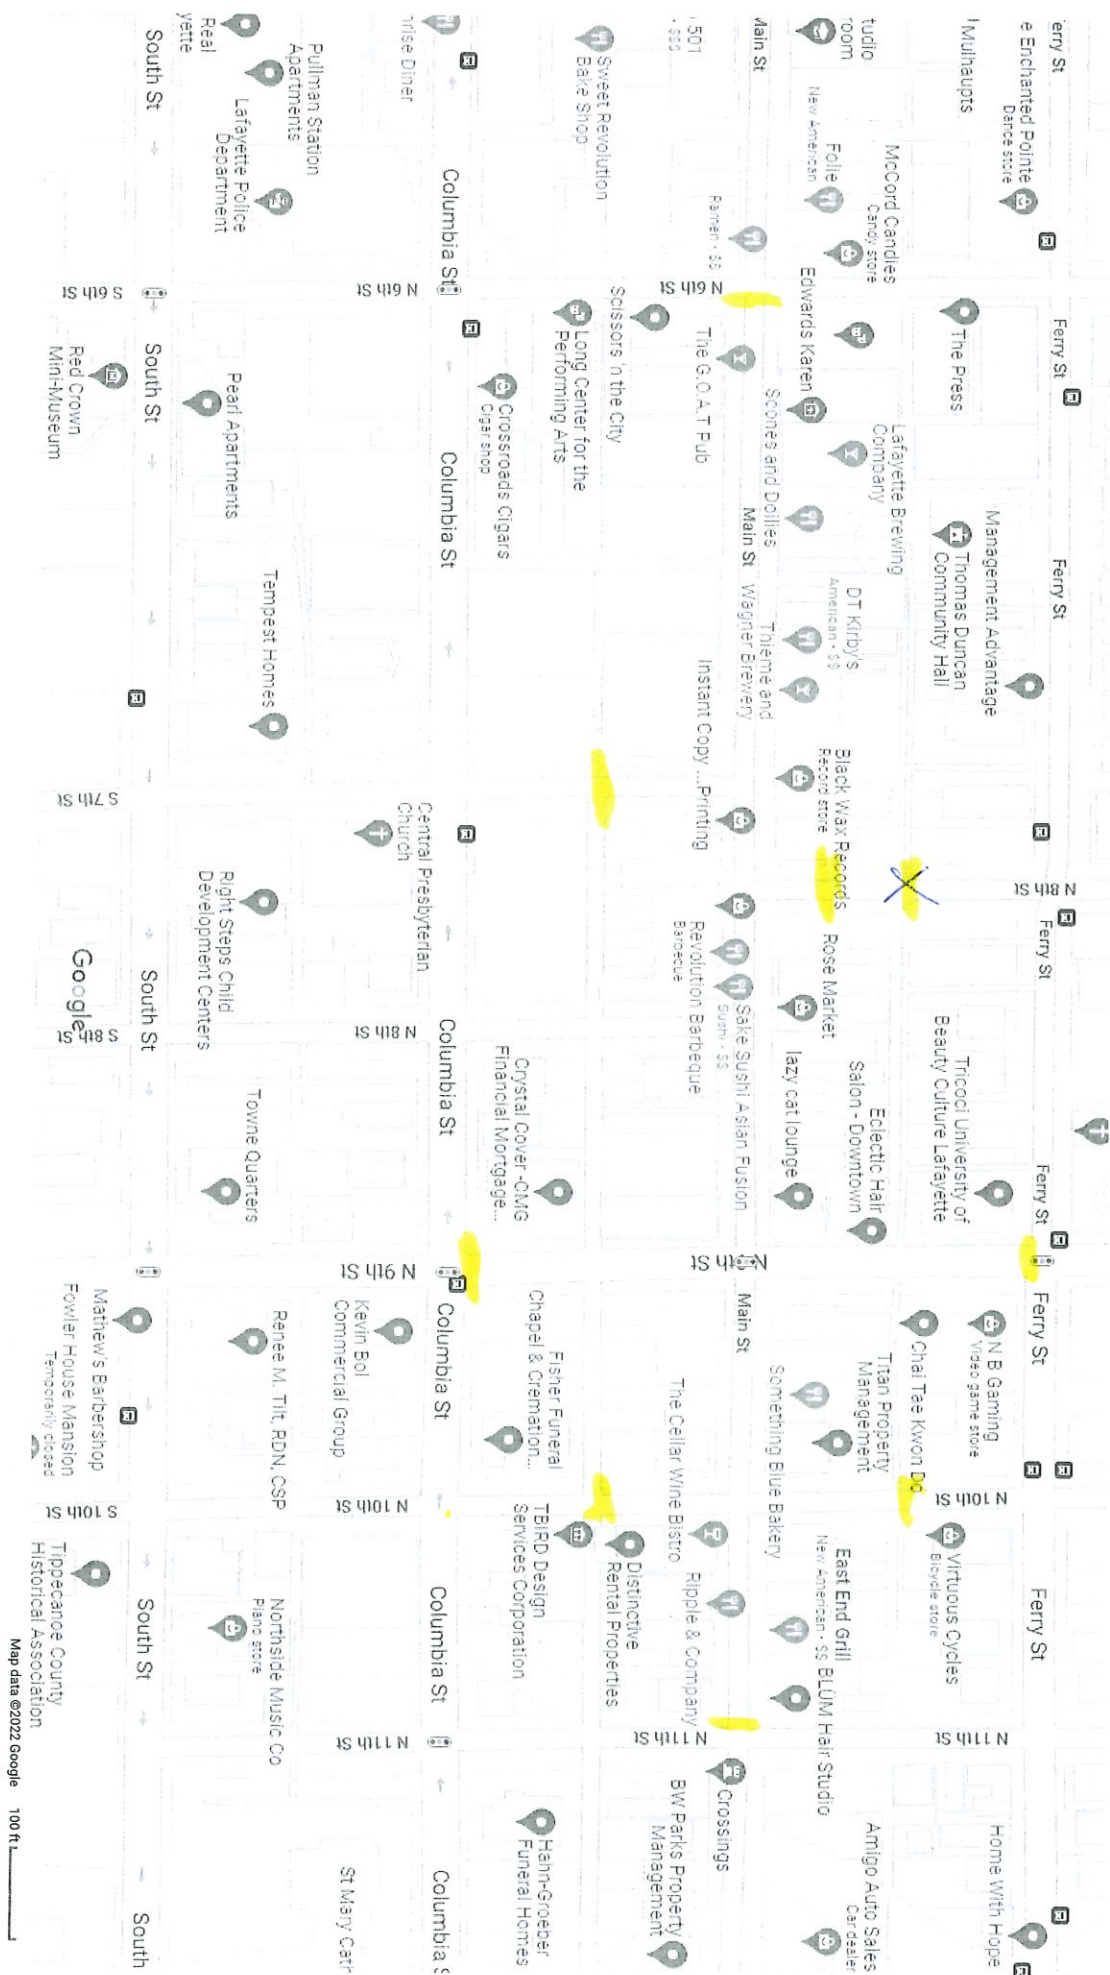 erry St
e Enchanted Pointe
Dance store
Mulhaupts
tudio
room
Main St
501
Sweet Revolution
Bake Shop
nrise Diner
Pullman Station
Apartments
Real
yette
South St
McCord Candies
Candy store
Folie
New American
Ramen · $$
Columbia St
Lafayette Police
Department
N 6th St
N 6th St
S 6th St
Ferry St
The Press
Edwards Karen
The G.O.A.T Pub
Scissors 'n the City
Long Center for the
Performing Arts
Crossroads Cigars
Cigar shop
Pearl Apartments
South St
Red Crown
Mini-Museum
Lafayette Brewing
Company
Scones and Doilies
Columbia St
Ferry St
Management Advantage
Thomas Duncan
Community Hall
Main St
DT Kirby's
American · $$
Thieme and
Wagner Brewery
Tempest Homes
Instant Copy ...Printing
Black Wax Records
Record store
S 7th St
Central Presbyterian
Church
N 8th St
Ferry St
Rose Market
Revolution Barbeque
Barbecue
Sake Sushi Asian Fusion
Sushi · $$
Right Steps Child
Development Centers
Google
South St
S 8th St
N 8th St
Columbia St
Tricoci University of
Beauty Culture Lafayette
Eclectic Hair
Salon - Downtown
lazy cat lounge
Crystal Cover -CMG
Financial Mortgage...
Towne Quarters
Ferry St
N 9th St
N 9th St
Ferry St
N B Gaming
Video game store
Chai Tae Kwon Do
Titan Property
Management
Main St
Something Blue Bakery
The Cellar Wine Bistro
Fisher Funeral
Chapel & Cremation...
Columbia St
Kevin Bol
Commercial Group
Renee M. Tilt, RDN, CSP
Mathew's Barbershop
Fowler House Mansion
Temporarily closed
N 10th St
N 10th St
S 10th St
Ferry St
Virtuous Cycles
Bicycle store
East End Grill
New American · $$
BLÜM Hair Studio
Ripple & Company
Distinctive
Rental Properties
TBIRD Design
Services Corporation
Columbia St
Northside Music Co
Piano store
South St
Tippecanoe County
Historical Association
N 11th St
N 11th St
N 11th St
Crossings
BW Parks Property
Management
Amigo Auto Sales
Car dealer
Home With Hope
Hahn-Groeber
Funeral Homes
Columbia S
St Mary Cath
South
Map data ©2022 Google
100 ft